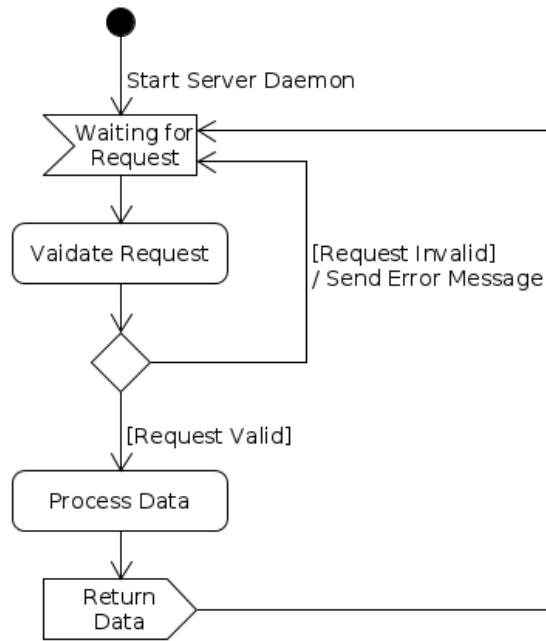 Start Server Daemon
Waiting for
Request
Vaidate Request
[Request Invalid]
/ Send Error Message
[Request Valid]
Process Data
Return
Data